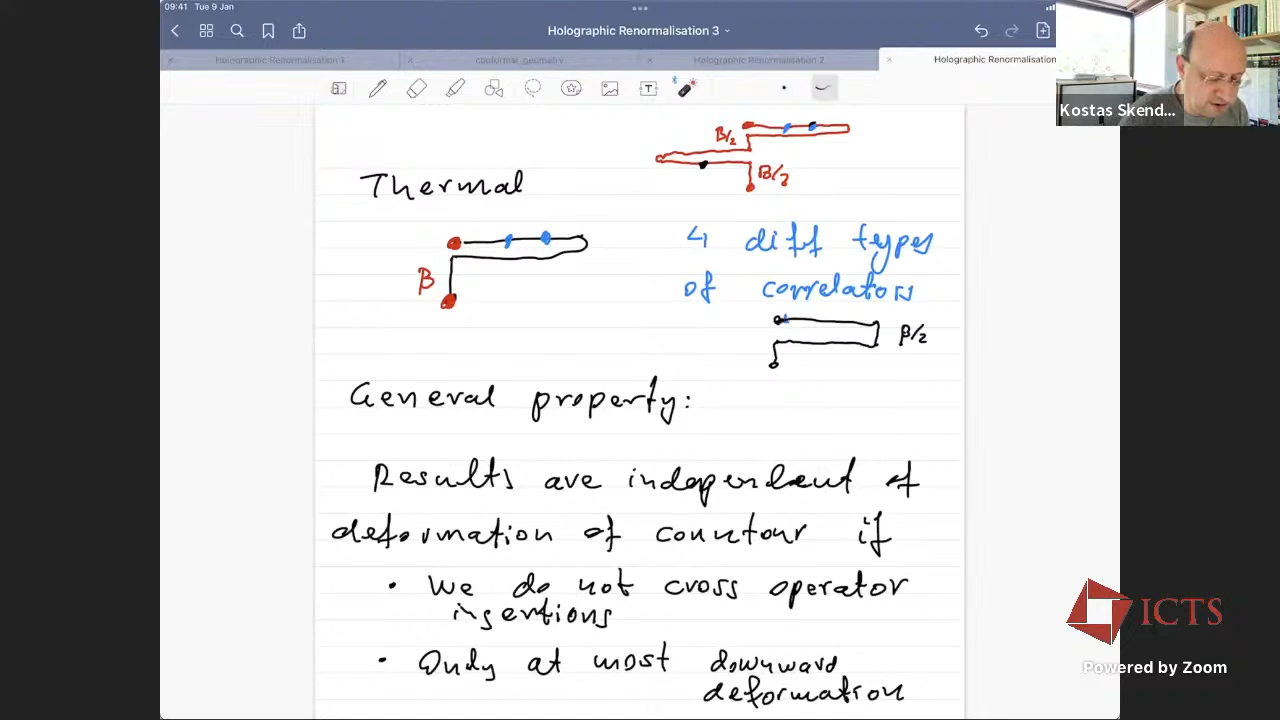 09:41 Tue 9 Jan
Holographic Renormalisation 3
Holographic Renormalisation 1
conformal_geometry
Holographic Renormalisation 2
Holographic Renormalisation
Kostas Skend...
β/2
β/2
Thermal
β
4 diff types
of correlators
β/2
General property:
Results are independent of
deformation of countour if
• We do not cross operator
insertions
• Only at most downward
deformation
ICTS
Powered by Zoom